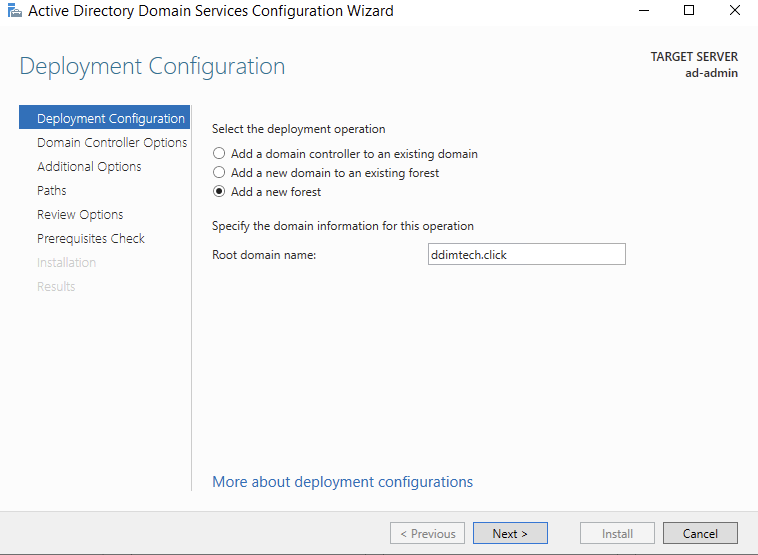 Active Directory Domain Services Configuration Wizard
Deployment Configuration
TARGET SERVER
ad-admin
Deployment Configuration
Domain Controller Options
Additional Options
Paths
Review Options
Prerequisites Check
Installation
Results
Select the deployment operation
Add a domain controller to an existing domain
Add a new domain to an existing forest
Add a new forest
Specify the domain information for this operation
Root domain name: ddimtech.click
More about deployment configurations
< Previous Next > Install Cancel